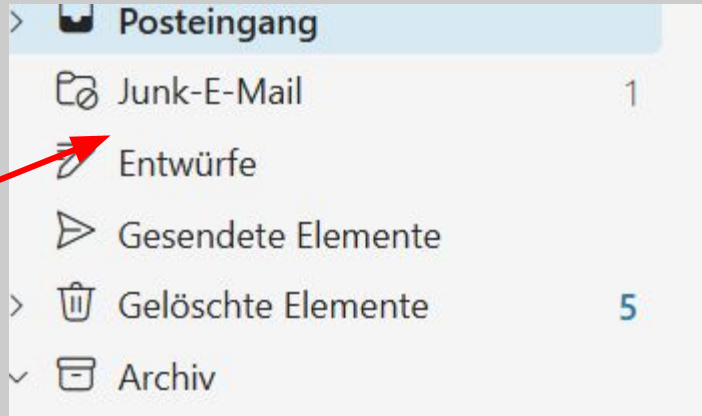 Posteingang
Junk-E-Mail 1
Entwürfe
Gesendete Elemente
Gelöschte Elemente 5
Archiv